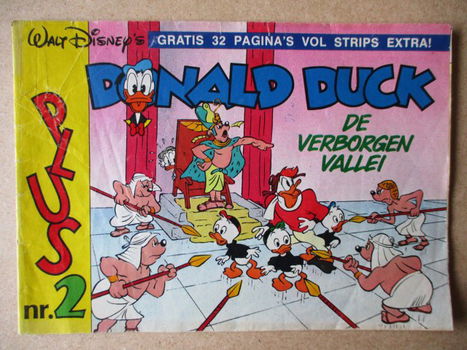 WALT DISNEY'S
GRATIS 32 PAGINA'S VOL STRIPS EXTRA!
DONALD DUCK
DE
VERBORGEN
VALLEI
PLUS
nr. 2